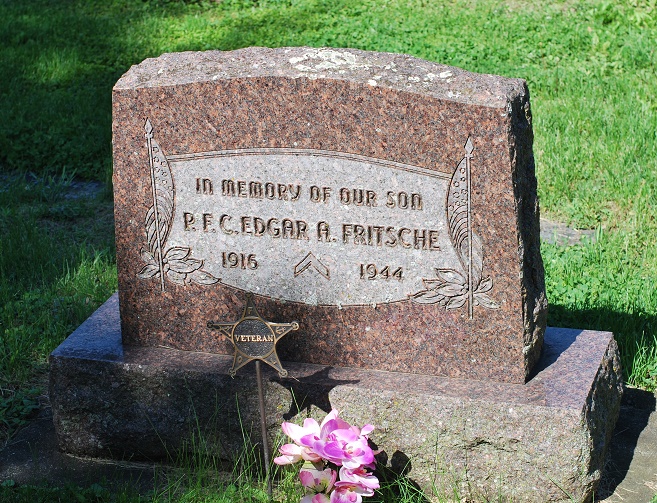 IN MEMORY OF OUR SON
P.F.C. EDGAR A. FRITSCHE
1916 1944
VETERAN